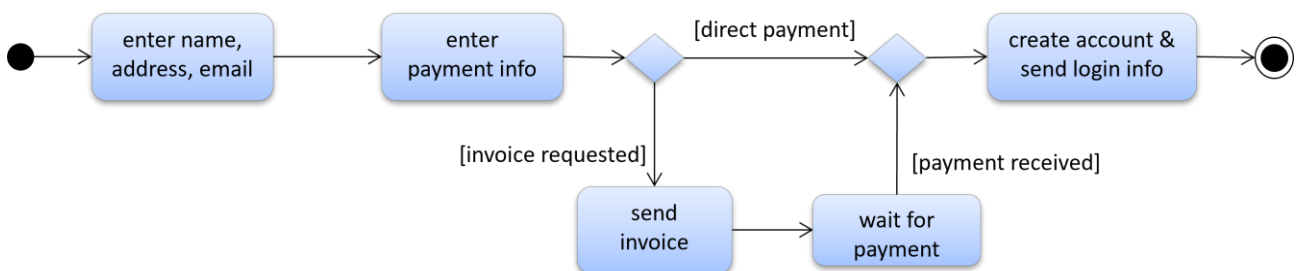 enter name,
address, email
enter
payment info
[direct payment]
create account &
send login info
[invoice requested]
[payment received]
send
invoice
wait for
payment